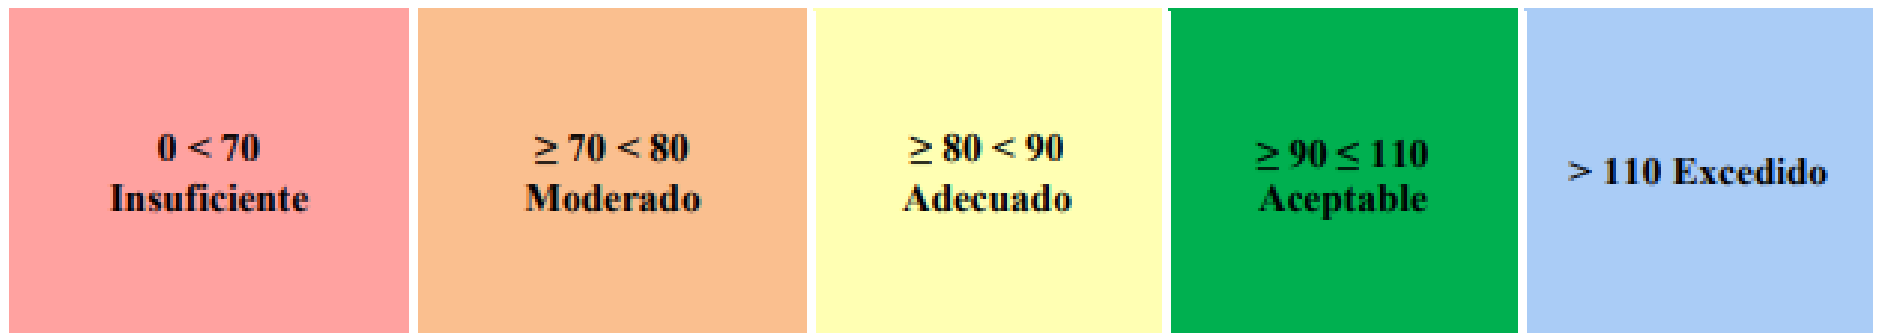 0 < 70
Insuficiente
≥ 70 < 80
Moderado
≥ 80 < 90
Adecuado
≥ 90 ≤ 110
Aceptable
> 110 Excedido